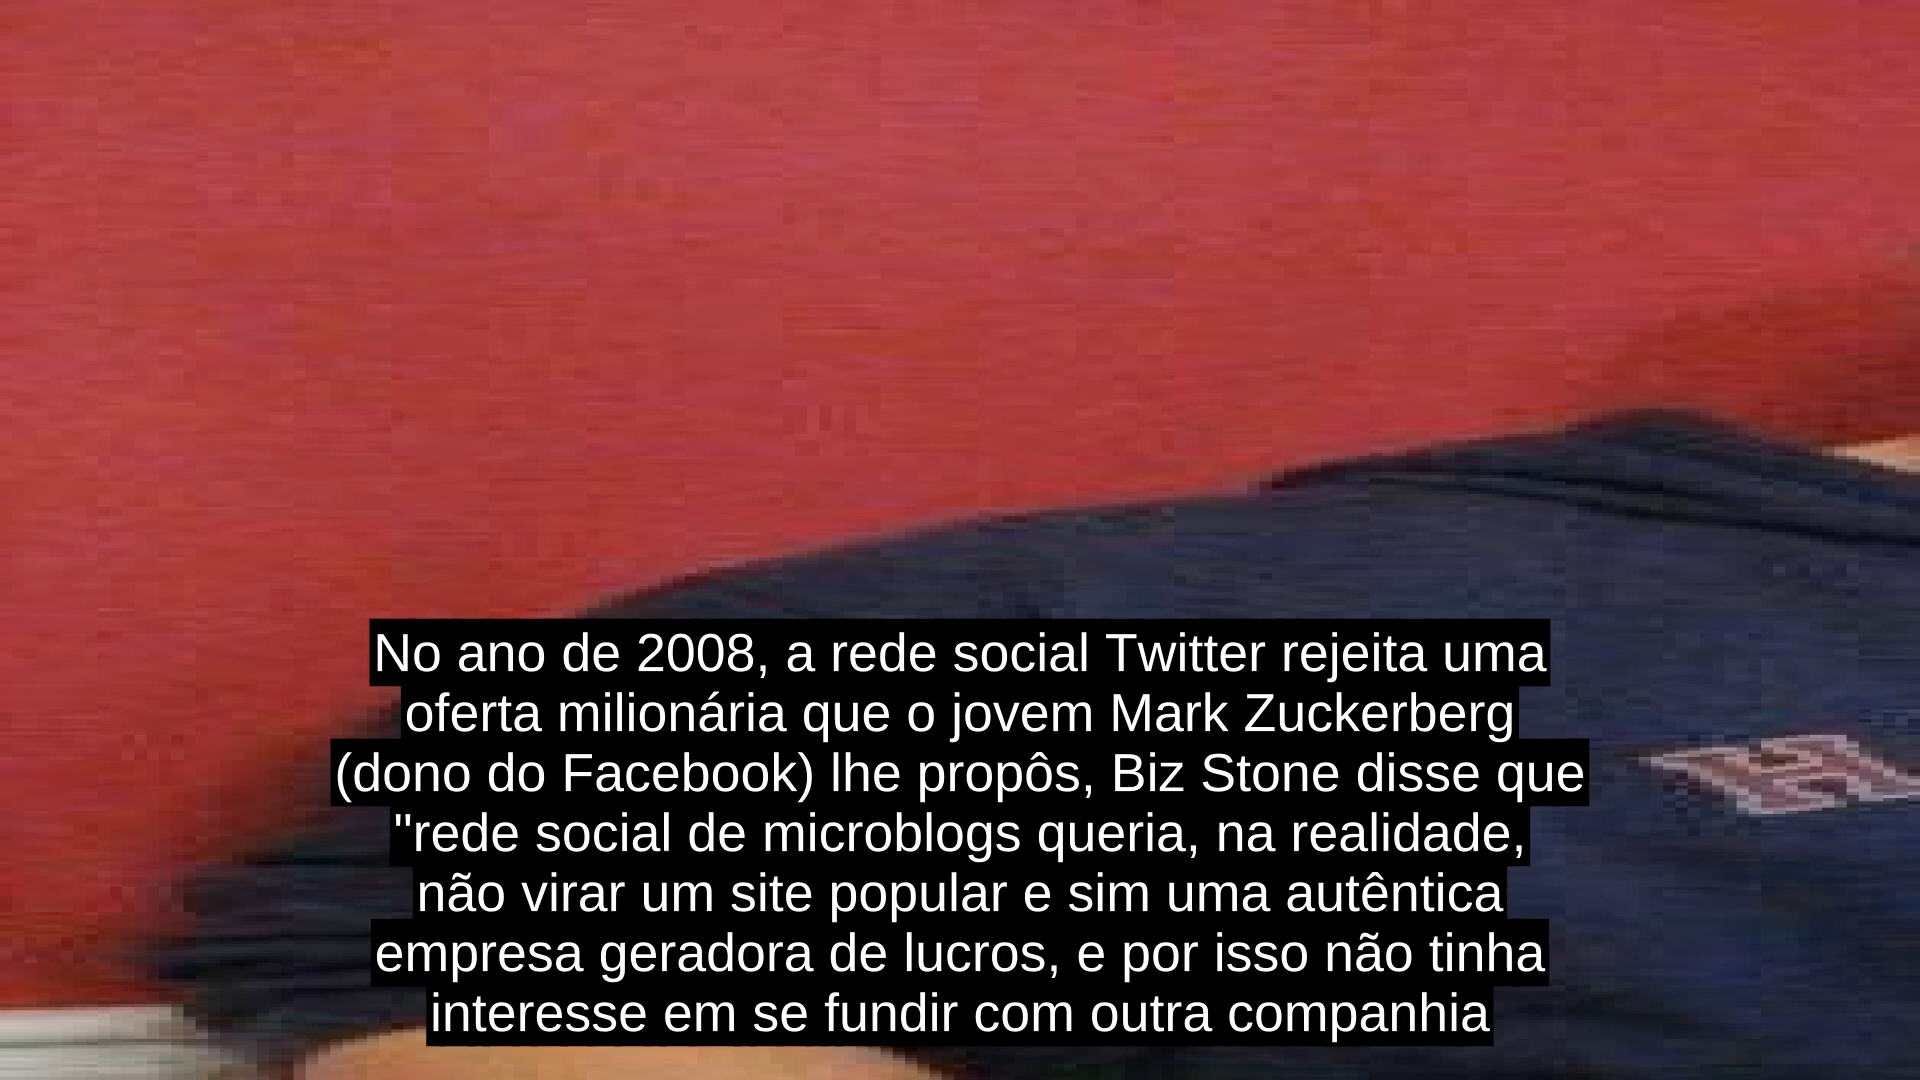 No ano de 2008, a rede social Twitter rejeita uma
oferta milionária que o jovem Mark Zuckerberg
(dono do Facebook) lhe propôs, Biz Stone disse que
"rede social de microblogs queria, na realidade,
não virar um site popular e sim uma autêntica
empresa geradora de lucros, e por isso não tinha
interesse em se fundir com outra companhia